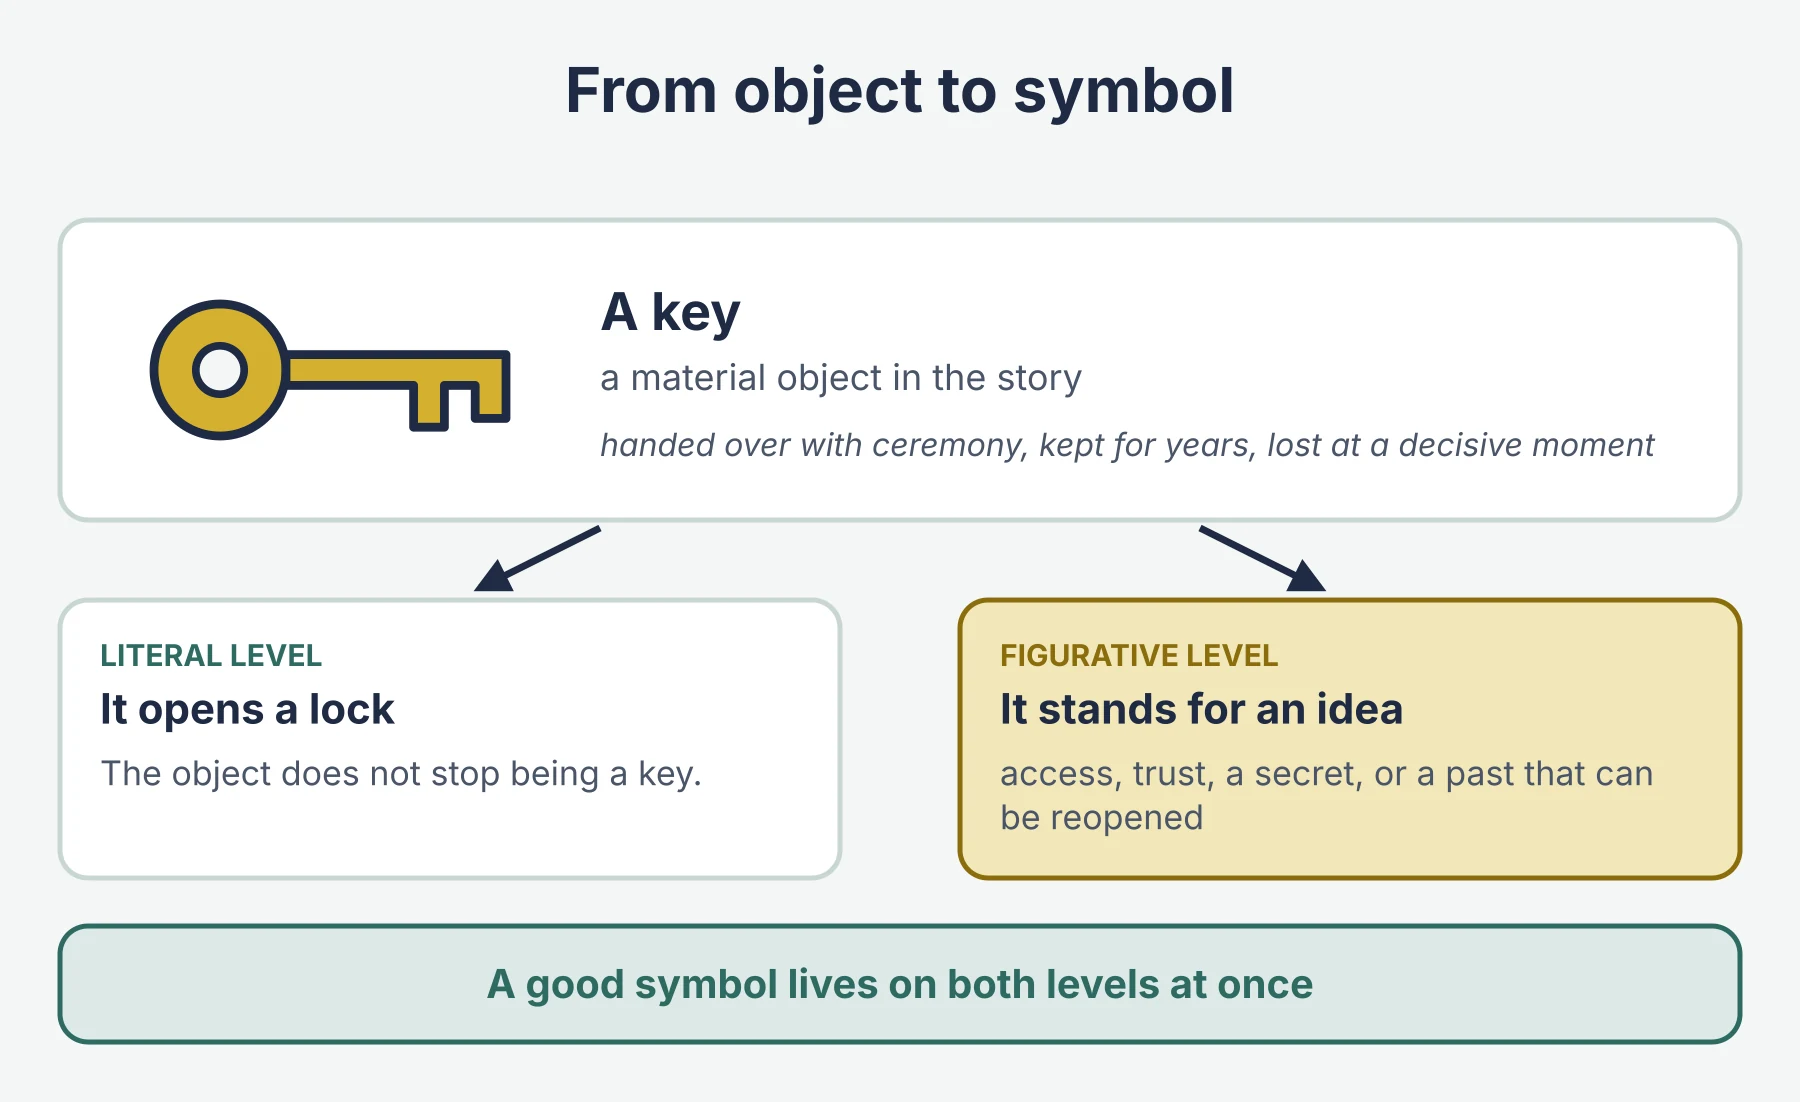 From object to symbol
A key
a material object in the story
handed over with ceremony, kept for years, lost at a decisive moment
LITERAL LEVEL
It opens a lock
The object does not stop being a key.
FIGURATIVE LEVEL
It stands for an idea
access, trust, a secret, or a past that can
be reopened
A good symbol lives on both levels at once